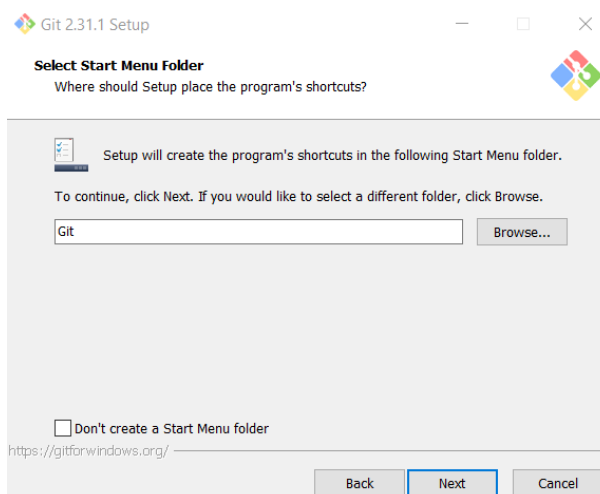 Git 2.31.1 Setup
Select Start Menu Folder
Where should Setup place the program's shortcuts?
Setup will create the program's shortcuts in the following Start Menu folder.
To continue, click Next. If you would like to select a different folder, click Browse.
Git
Browse...
Don't create a Start Menu folder
https://gitforwindows.org/
Back
Next
Cancel